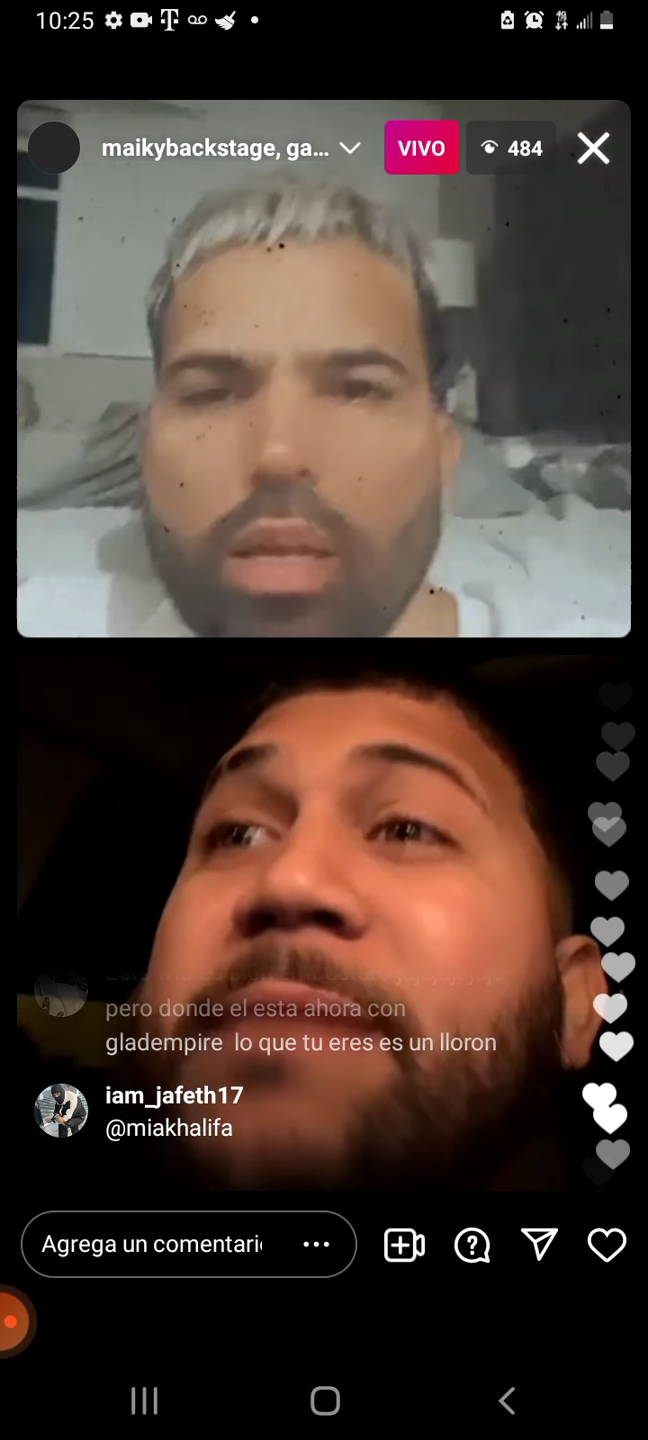 10:25
maikybackstage, ga...
VIVO
484
pero donde el esta ahora con
gladempire lo que tu eres es un lloron
iam_jafeth17
@miakhalifa
Agrega un comentari